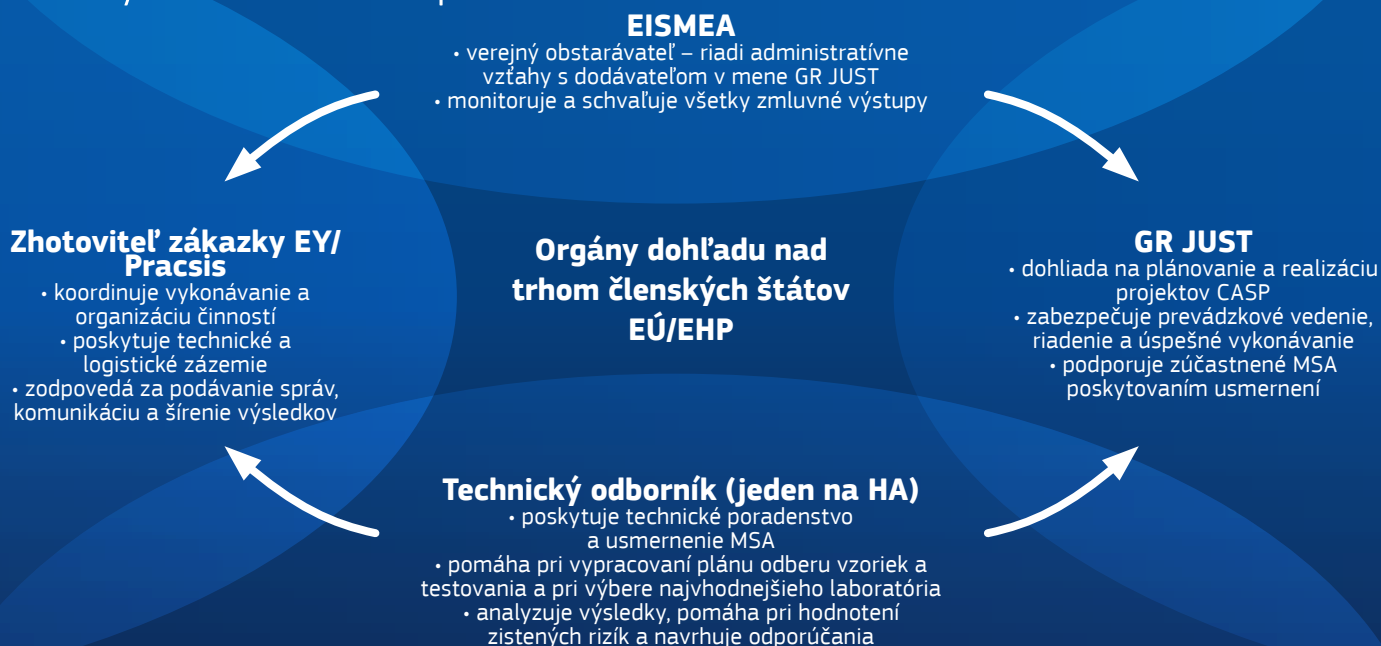 EISMEA
• verejný obstarávateľ – riadi administratívne
vzťahy s dodávateľom v mene GR JUST
• monitoruje a schvaľuje všetky zmluvné výstupy
Zhotoviteľ zákazky EY/
Pracsis
• koordinuje vykonávanie a
organizáciu činností
• poskytuje technické a
logistické zázemie
• zodpovedá za podávanie správ,
komunikáciu a šírenie výsledkov
Orgány dohľadu nad
trhom členských štátov
EÚ/EHP
GR JUST
• dohliada na plánovanie a realizáciu
projektov CASP
• zabezpečuje prevádzkové vedenie,
riadenie a úspešné vykonávanie
• podporuje zúčastnené MSA
poskytovaním usmernení
Technický odborník (jeden na HA)
• poskytuje technické poradenstvo
a usmernenie MSA
• pomáha pri vypracovaní plánu odberu vzoriek a
testovania a pri výbere najvhodnejšieho laboratória
• analyzuje výsledky, pomáha pri hodnotení
zistených rizík a navrhuje odporúčania